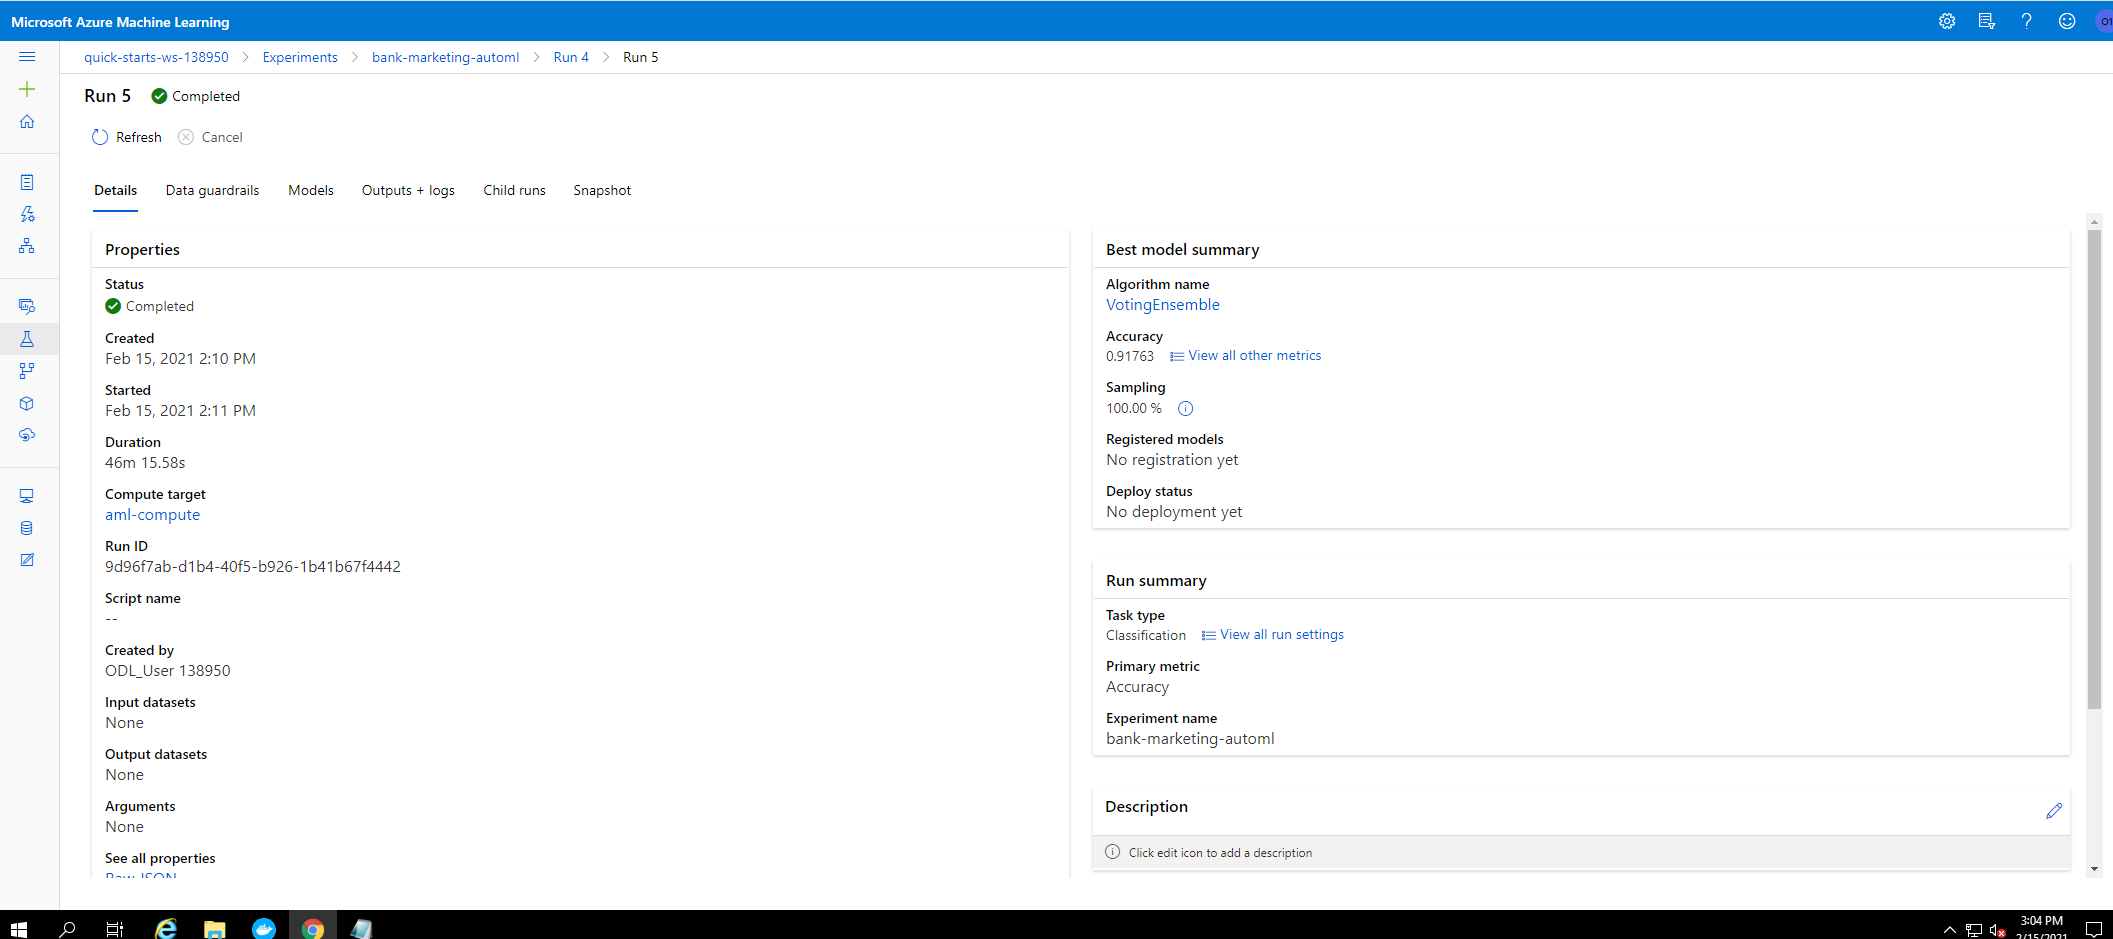 Microsoft Azure Machine Learning
quick-starts-ws-138950 > Experiments > bank-marketing-automl > Run 4 > Run 5
Run 5 Completed
Refresh Cancel
Details Data guardrails Models Outputs + logs Child runs Snapshot
Properties
Status
Completed
Created
Feb 15, 2021 2:10 PM
Started
Feb 15, 2021 2:11 PM
Duration
46m 15.58s
Compute target
aml-compute
Run ID
9d96f7ab-d1b4-40f5-b926-1b41b67f4442
Script name
--
Created by
ODL_User 138950
Input datasets
None
Output datasets
None
Arguments
None
See all properties
Raw JSON
Best model summary
Algorithm name
VotingEnsemble
Accuracy
0.91763 View all other metrics
Sampling
100.00 %
Registered models
No registration yet
Deploy status
No deployment yet
Run summary
Task type
Classification View all run settings
Primary metric
Accuracy
Experiment name
bank-marketing-automl
Description
Click edit icon to add a description
3:04 PM
2/15/2021